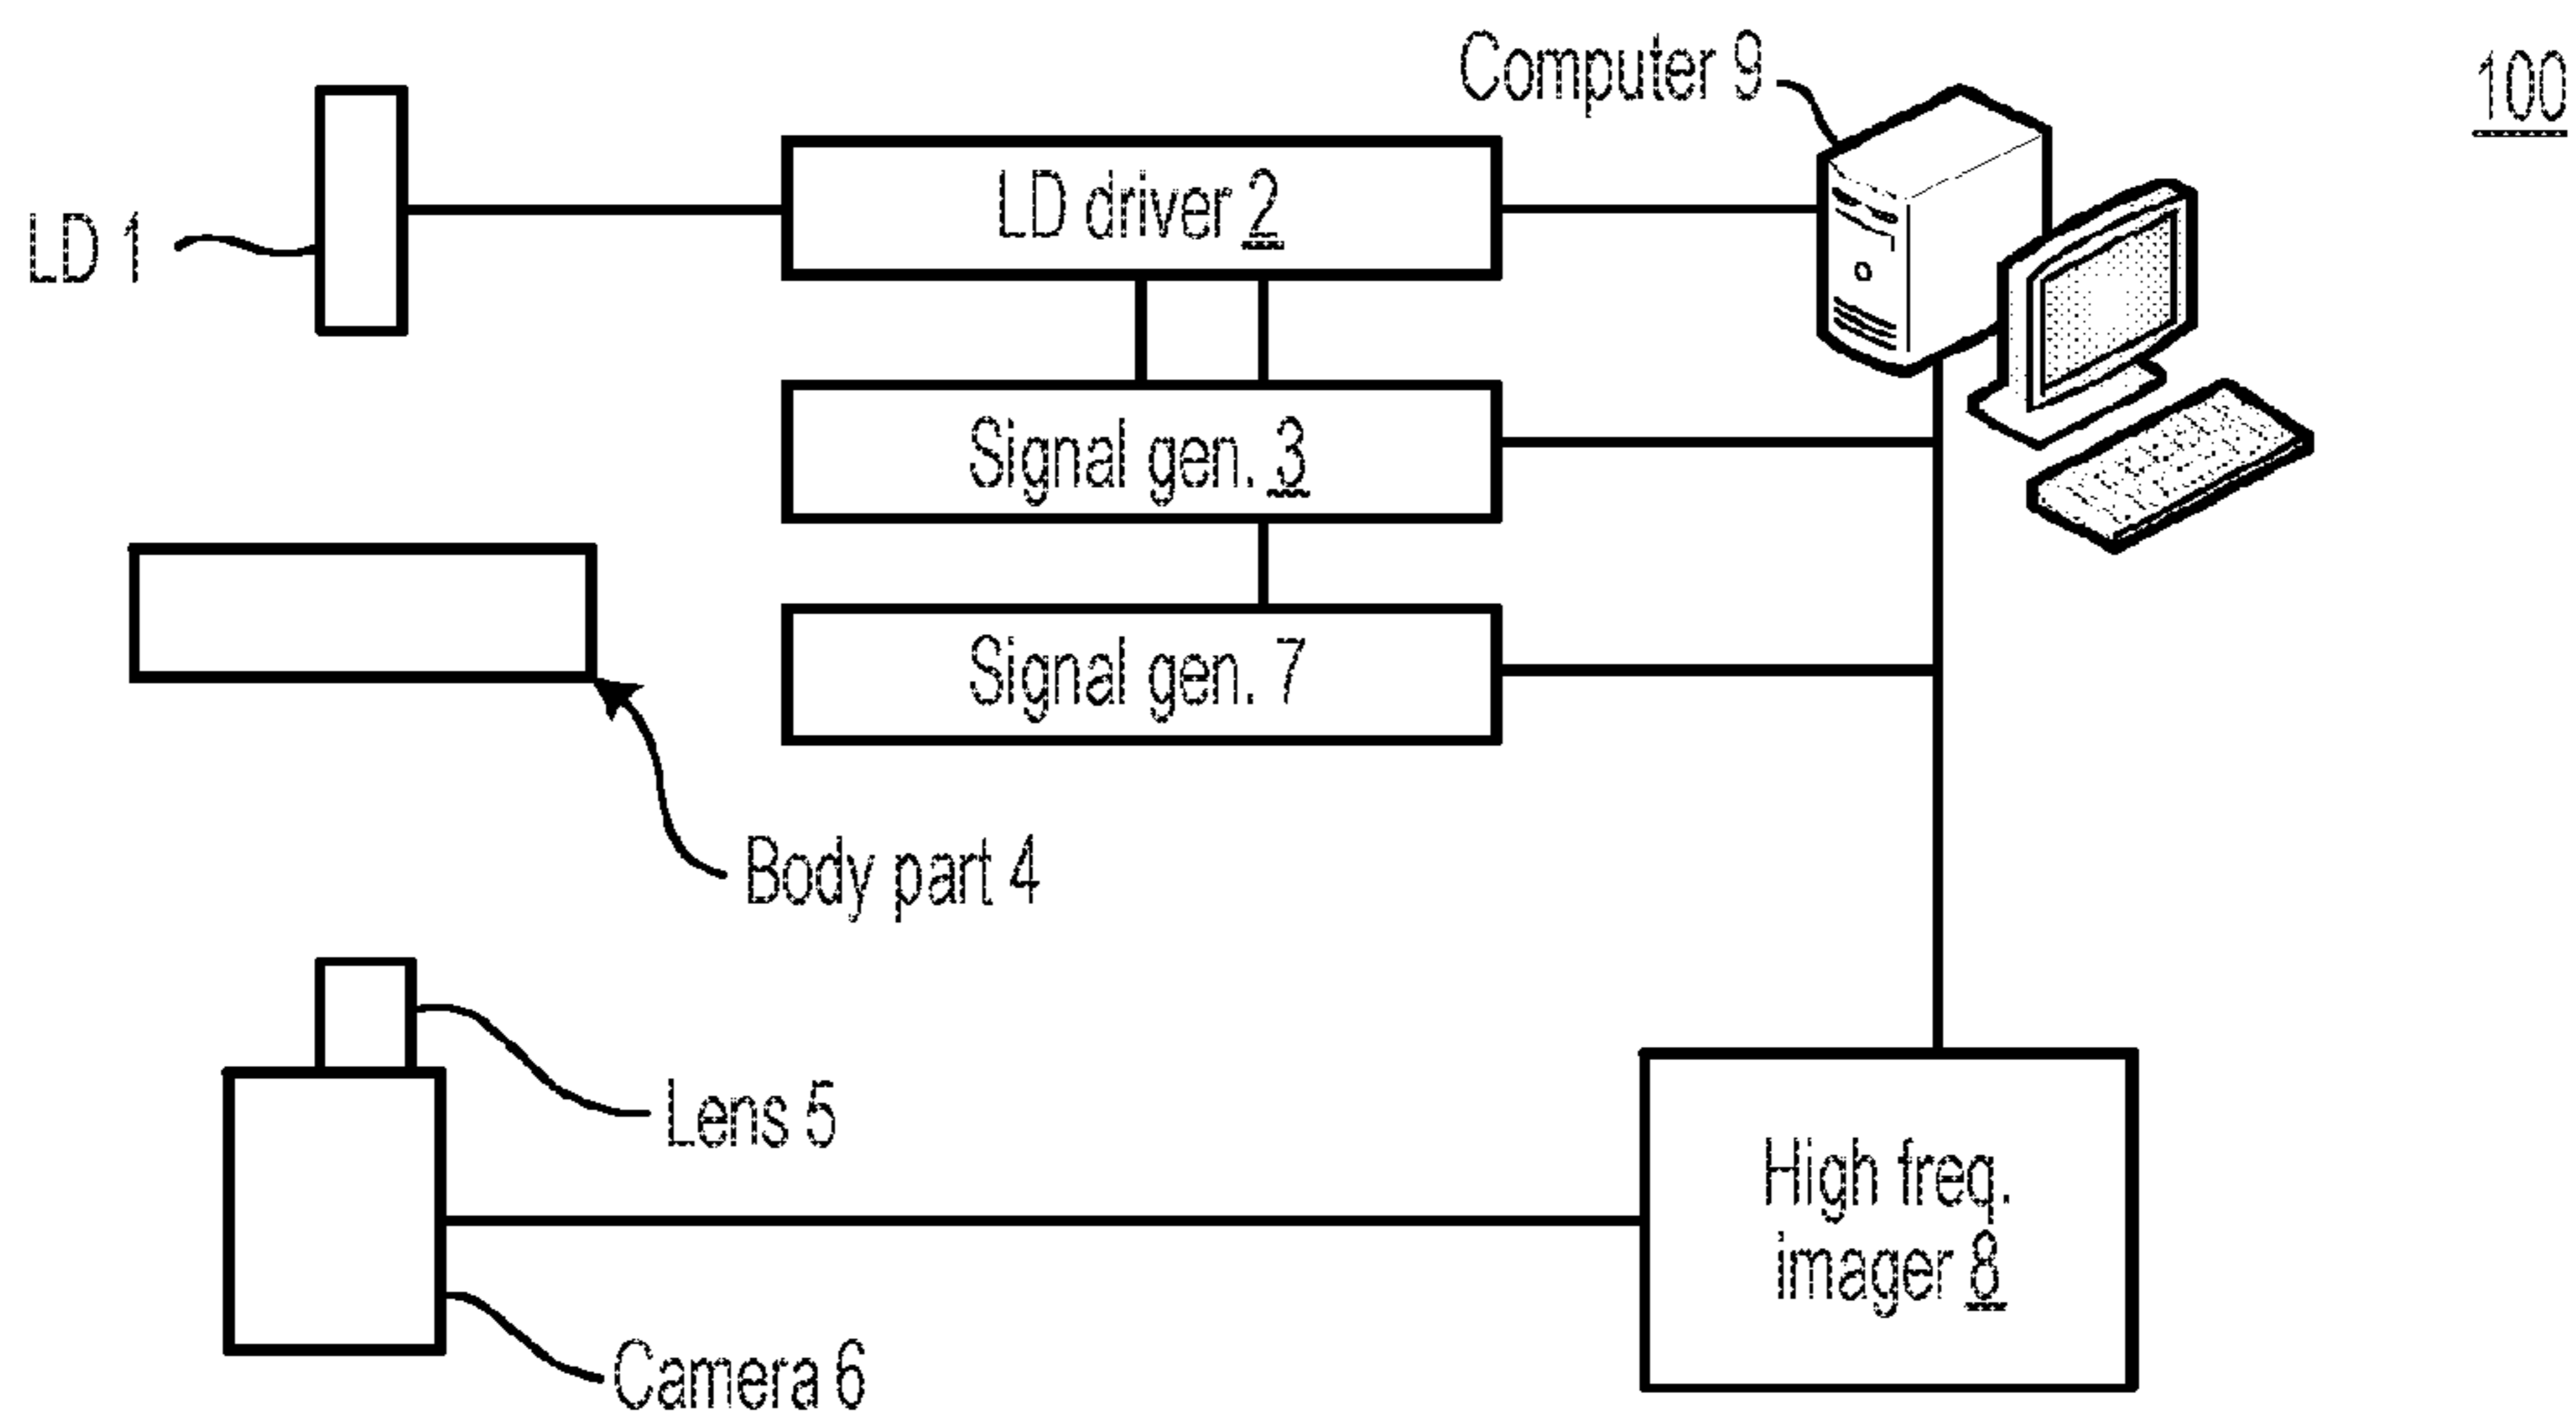 Computer 9
100
LD 1
LD driver 2
Signal gen. 3
Signal gen. 7
Body part 4
Lens 5
High freq.
imager 8
Camera 6